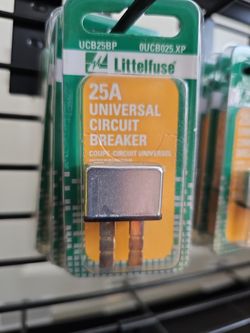 UCB25BP 0UCB025.XP
Littelfuse®
25A
UNIVERSAL
CIRCUIT
BREAKER
COUPE-CIRCUIT UNIVERSEL